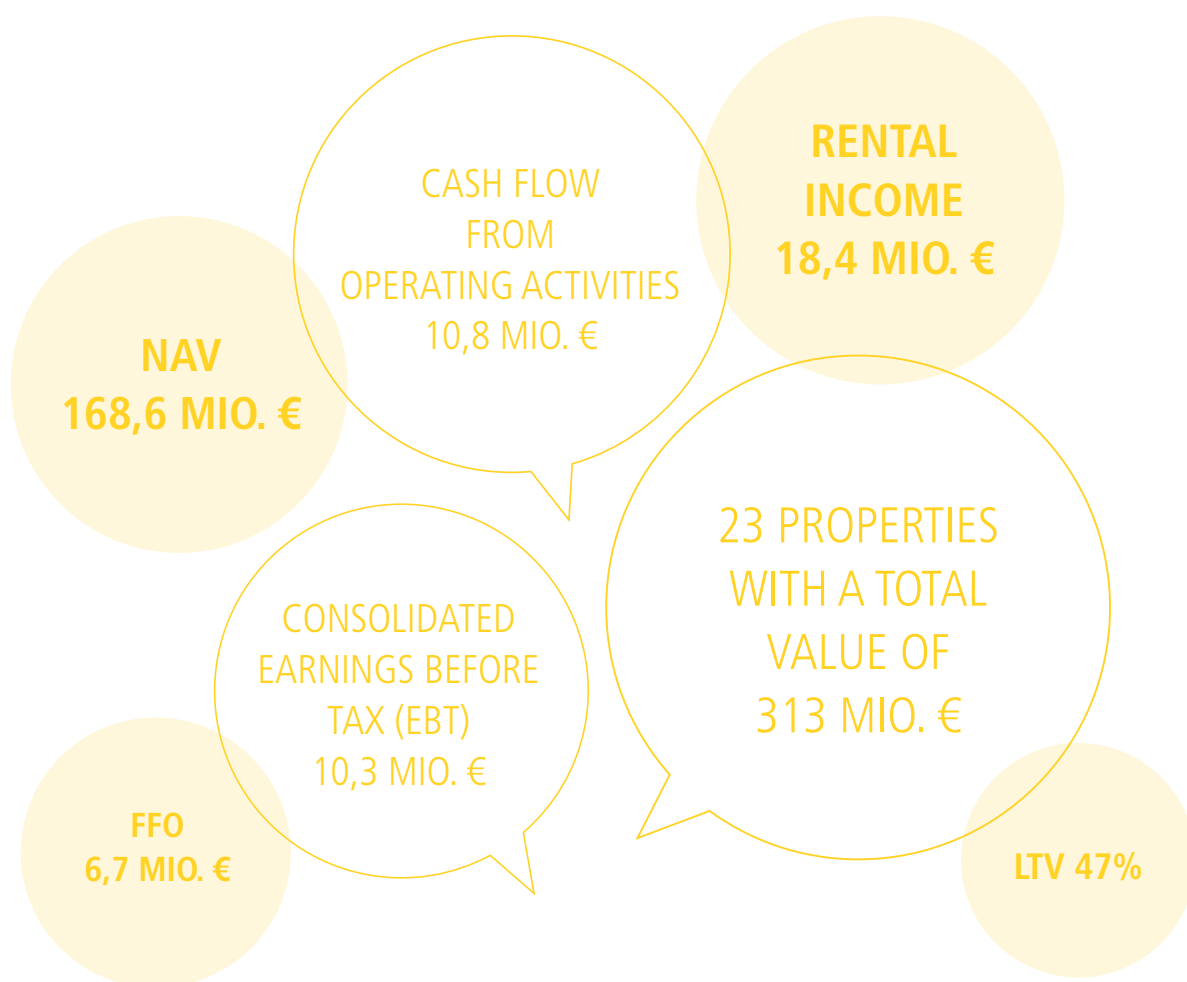 CASH FLOW
FROM
OPERATING ACTIVITIES
10,8 MIO. €
RENTAL
INCOME
18,4 MIO. €
NAV
168,6 MIO. €
23 PROPERTIES
WITH A TOTAL
VALUE OF
313 MIO. €
CONSOLIDATED
EARNINGS BEFORE
TAX (EBT)
10,3 MIO. €
FFO
6,7 MIO. €
LTV 47%